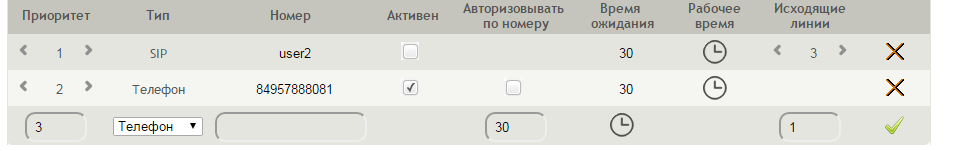 Приоритет Тип Номер Активен Авторизовывать по номеру Время ожидания Рабочее время Исходящие линии
1 SIP user2 30 3
2 Телефон 84957888081 30
3 Телефон 30 1